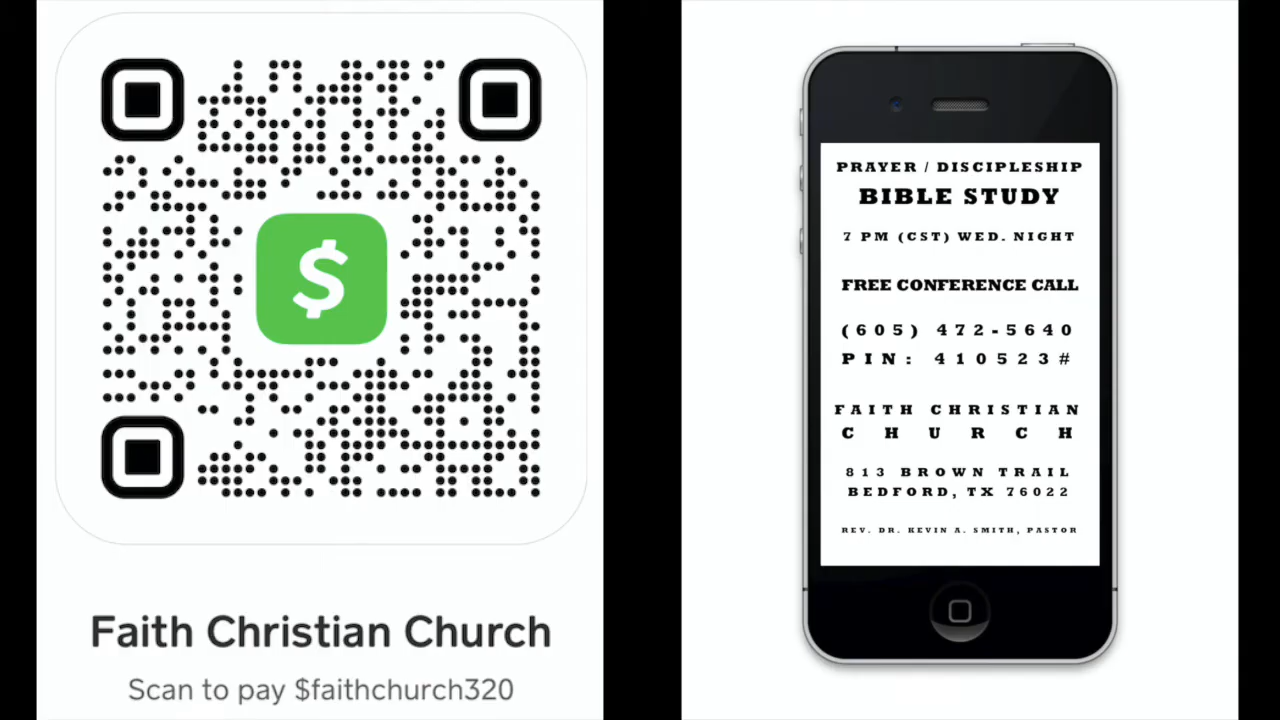 $
Faith Christian Church
Scan to pay $faithchurch320
PRAYER / DISCIPLESHIP
BIBLE STUDY
7 PM (CST) WED. NIGHT
FREE CONFERENCE CALL
(605) 472-5640
PIN: 410523#
FAITH CHRISTIAN
CHURCH
813 BROWN TRAIL
BEDFORD, TX 76022
REV. DR. KEVIN A. SMITH, PASTOR